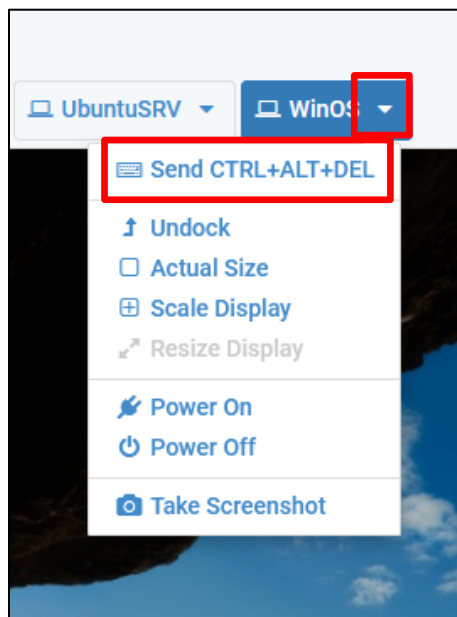 UbuntuSRV
WinOS
Send CTRL+ALT+DEL
Undock
Actual Size
Scale Display
Resize Display
Power On
Power Off
Take Screenshot